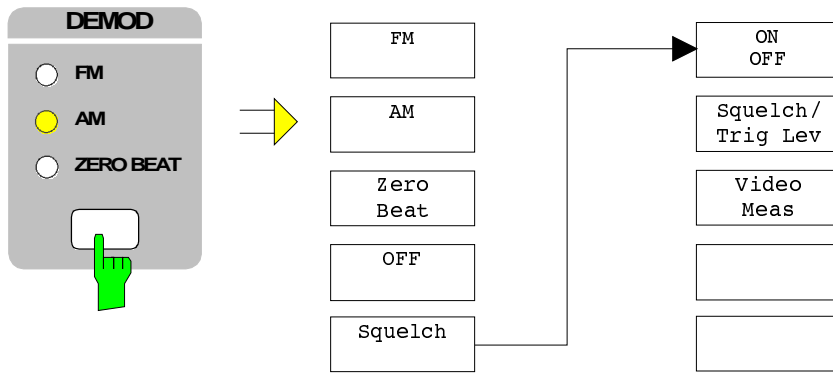 DEMOD
FM
AM
ZERO BEAT
FM
AM
Zero
Beat
OFF
Squelch
ON
OFF
Squelch/
Trig Lev
Video
Meas